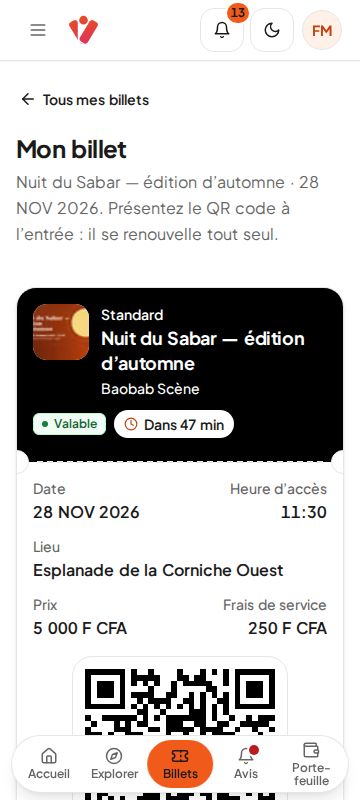 13
FM
Tous mes billets
Mon billet
Nuit du Sabar — édition d’automne · 28
NOV 2026. Présentez le QR code à
l’entrée : il se renouvelle tout seul.
Standard
Nuit du Sabar — édition
d’automne
Baobab Scène
Valable
Dans 47 min
Date
Heure d’accès
28 NOV 2026
11:30
Lieu
Esplanade de la Corniche Ouest
Prix
Frais de service
5 000 F CFA
250 F CFA
Accueil
Explorer
Billets
Avis
Porte-
feuille